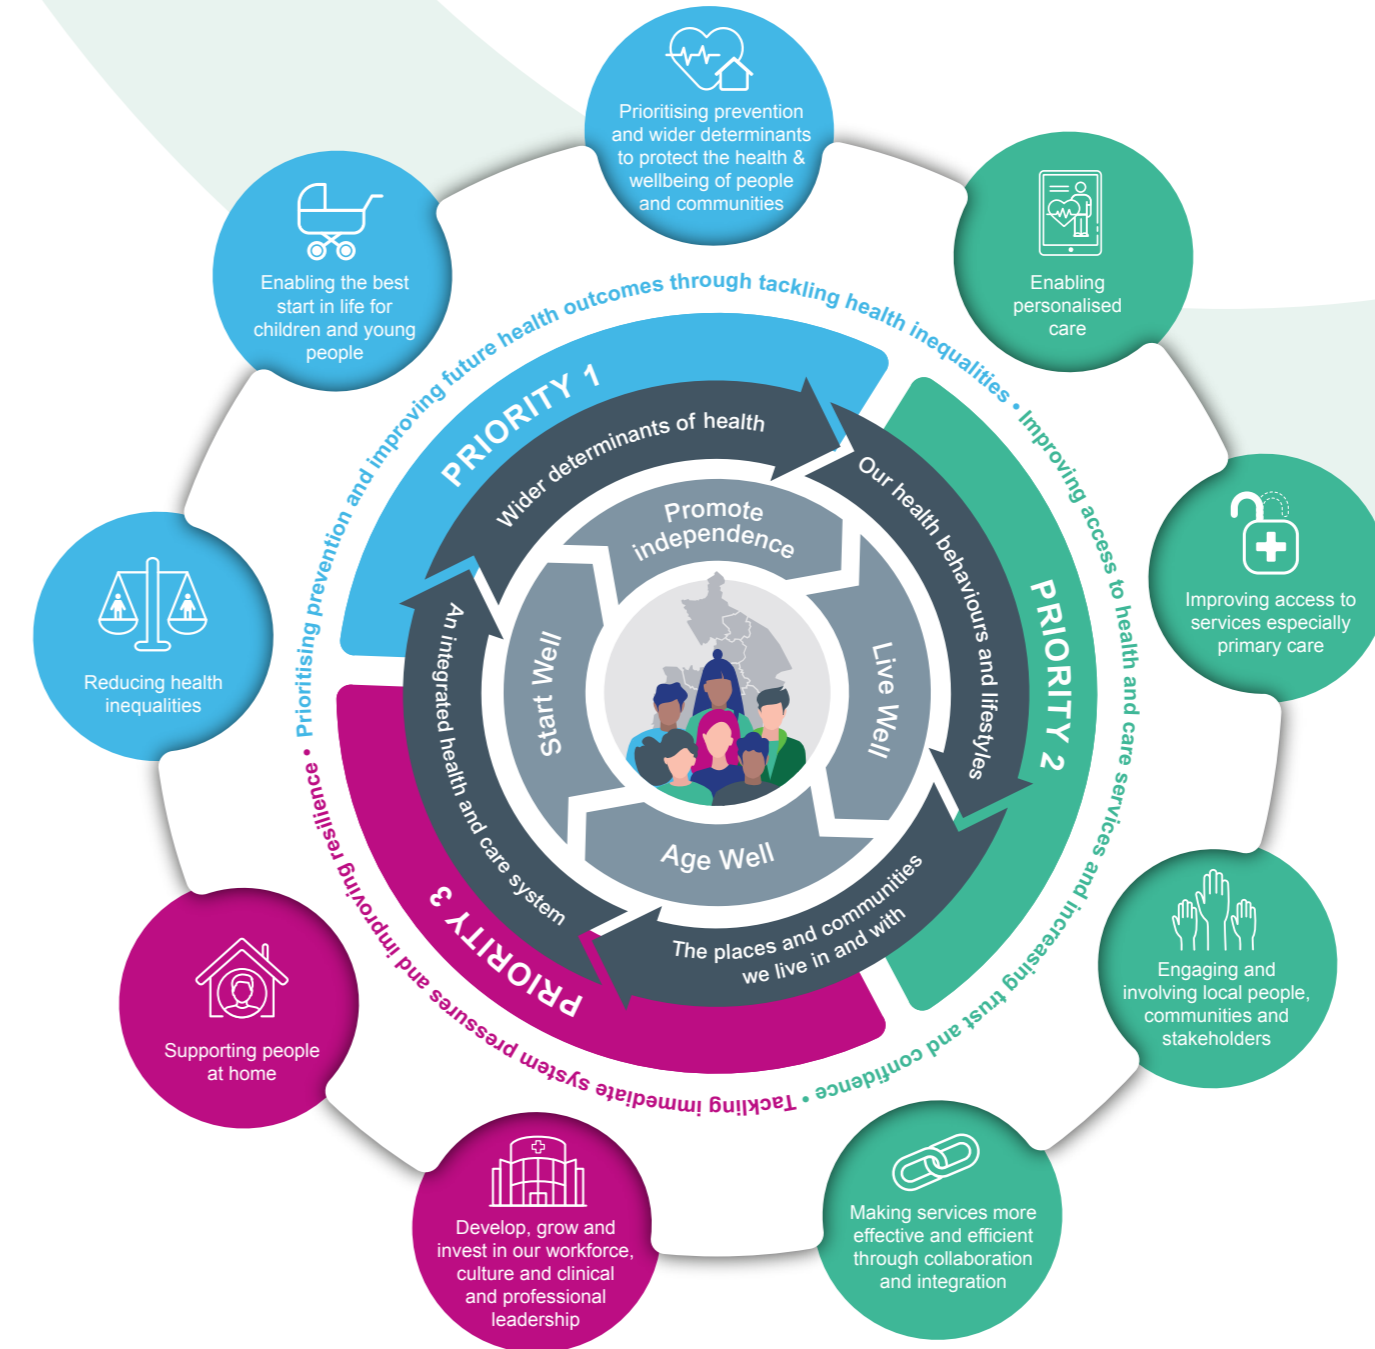 Prioritising prevention
and wider determinants
to protect the health &
wellbeing of people
and communities
Enabling
personalised
care
Improving access to
services especially
primary care
Engaging and
involving local people,
communities and
stakeholders
Making services more
effective and efficient
through collaboration
and integration
Develop, grow and
invest in our workforce,
culture and clinical
and professional
leadership
Supporting people
at home
Reducing health
inequalities
Enabling the best
start in life for
children and young
people
Prioritising prevention and improving future health outcomes through tackling health inequalities •
Improving access to health and care services and increasing trust and confidence •
Tackling immediate system pressures and improving resilience •
PRIORITY 1
PRIORITY 2
PRIORITY 3
Wider determinants of health
Our health behaviours and lifestyles
The places and communities
we live in and with
An integrated health and care system
Promote
independence
Live Well
Age Well
Start Well